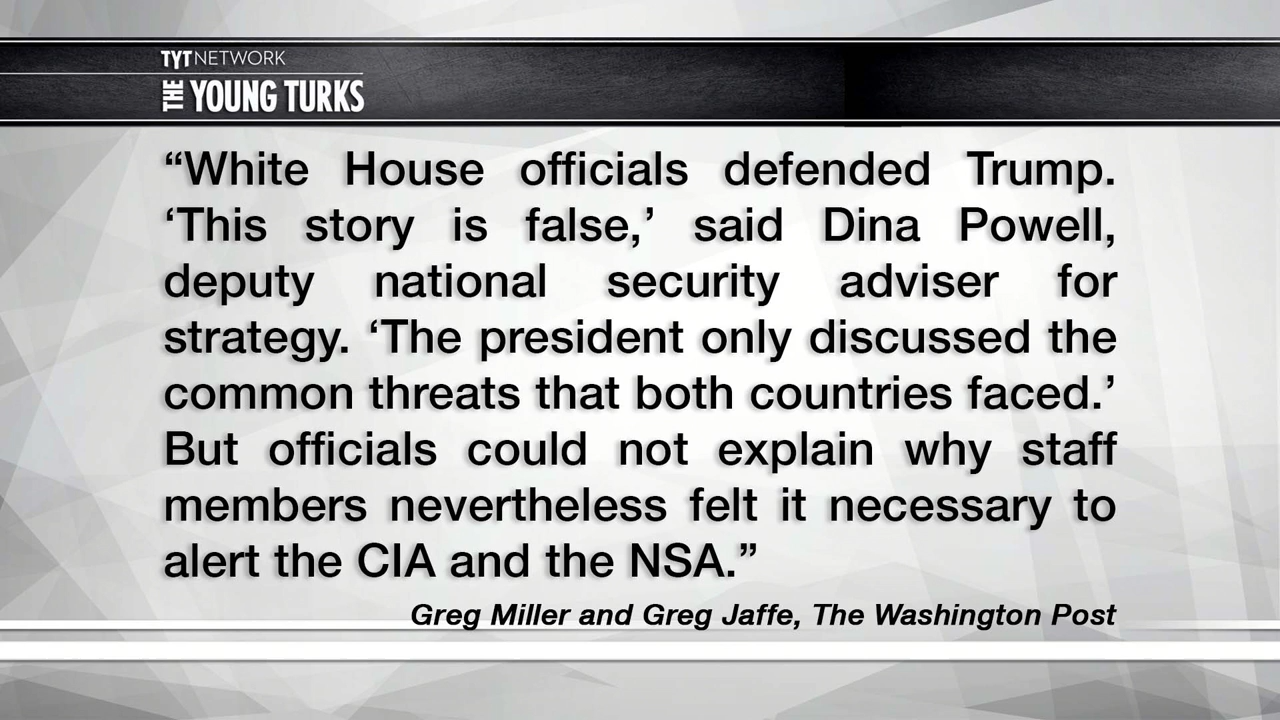 TYT NETWORK
THE YOUNG TURKS
“White House officials defended Trump.
‘This story is false,’ said Dina Powell,
deputy national security adviser for
strategy. ‘The president only discussed the
common threats that both countries faced.’
But officials could not explain why staff
members nevertheless felt it necessary to
alert the CIA and the NSA.”
Greg Miller and Greg Jaffe, The Washington Post